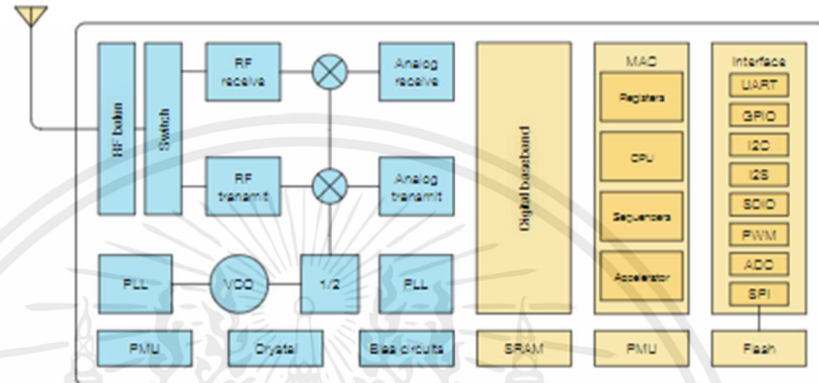 RF balun
Switch
RF
receive
Analog
receive
RF
transmit
Analog
transmit
PLL
VCO
1/2
PLL
PMU
Crystal
Bias circuits
Digital baseband
SRAM
MAC
Registers
CPU
Sequencers
Accelerator
PMU
Interface
UART
GPIO
I2C
I2S
SDIO
PWM
ADC
SPI
Flash